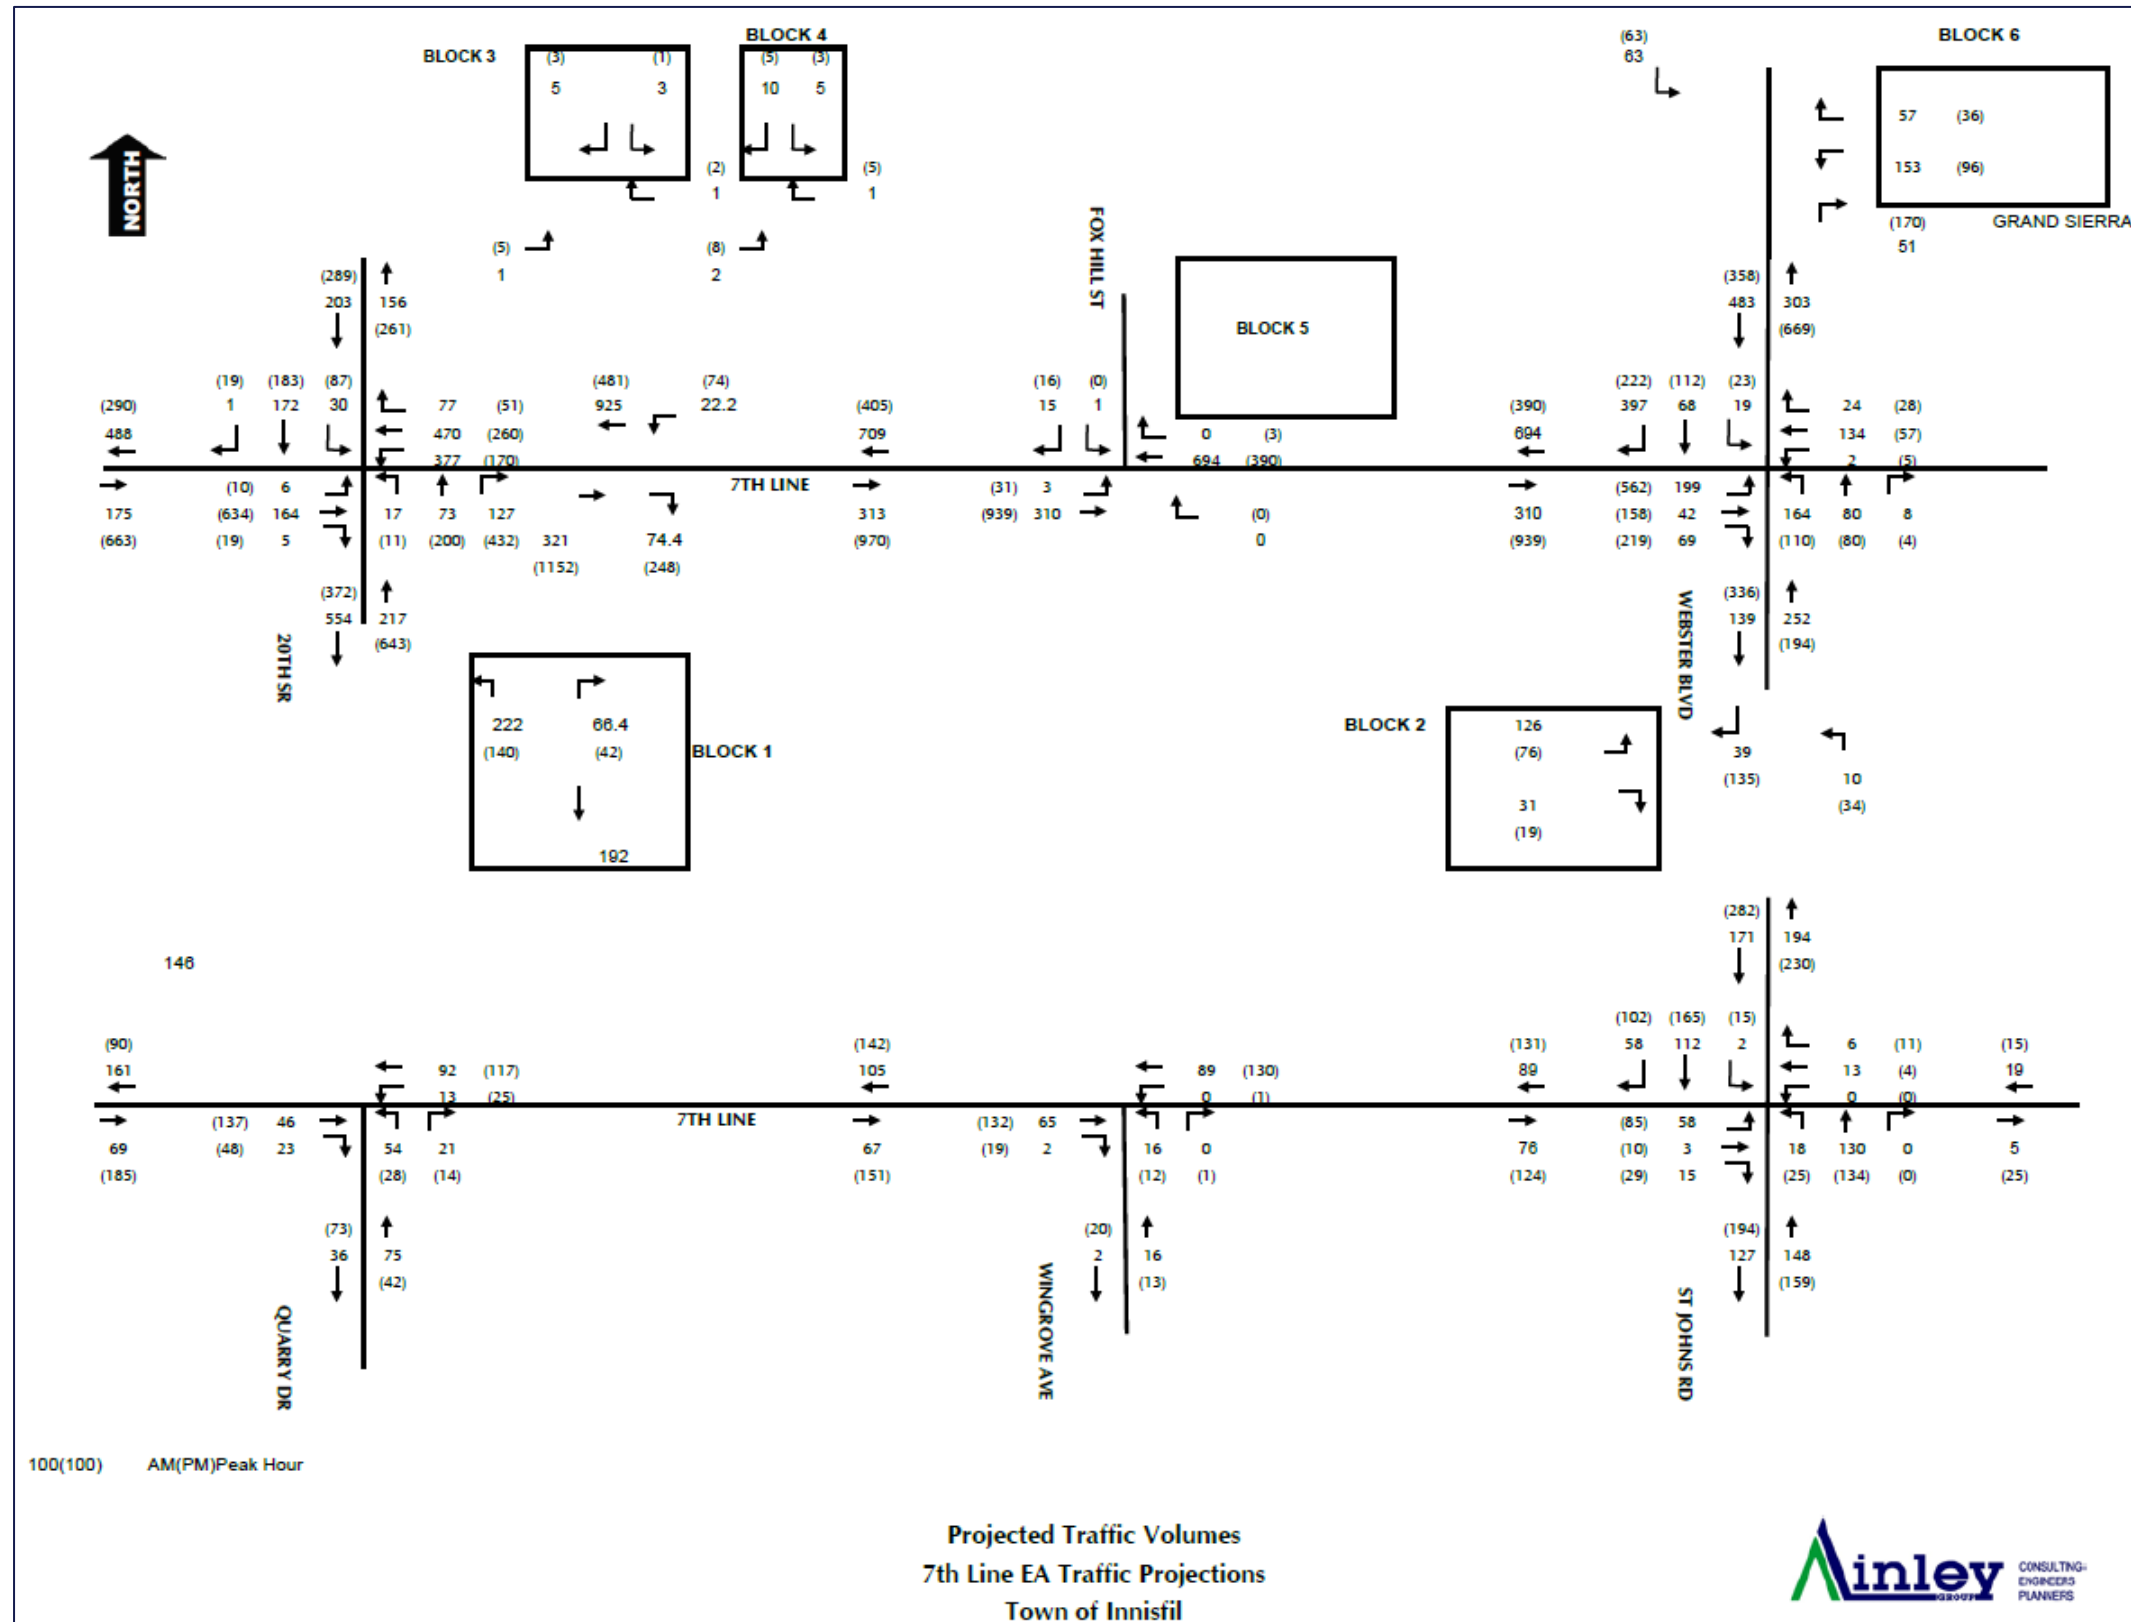 BLOCK 4
(63)
BLOCK 6
BLOCK 3
(3) (1) (5) (3)
63
5 3 10 5
57 (36)
NORTH
(2) (5)
153 (96)
1 1
FOX HILL ST
(170) GRAND SIERRA
(5) (8)
51
1 2
(289) (358)
203 156 483 303
(261) BLOCK 5 (669)
(19) (183) (87) (481) (74) (16) (0) (222) (112) (23)
(290) 1 172 30 77 (51) 925 22.2 (405) 15 1 (390) 397 68 19 24 (28)
488 470 (260) 709 0 (3) 694 134 (57)
377 (170) 694 (390) 2 (5)
(10) 6 7TH LINE (31) 3 (562) 199
175 (634) 164 17 73 127 313 (939) 310 (0) 310 (158) 42 164 80 8
(663) (19) 5 (11) (200) (432) 321 74.4 (970) 0 (939) (219) 69 (110) (80) (4)
(1152) (248)
(372) (336)
554 217 139 252
(643) (194)
20TH SR
WEBSTER BLVD
222 66.4 BLOCK 2 126
(140) (42) BLOCK 1 (76) 39
(135) 10
31 (34)
(19)
192
(282)
171 194
146 (230)
(102) (165) (15)
(90) (142) (131) 58 112 2 6 (11) (15)
161 92 (117) 105 89 (130) 89 13 (4) 19
13 (25) 0 (1) 0 (0)
(137) 46 7TH LINE (132) 65 (85) 58
69 (48) 23 54 21 67 (19) 2 16 0 76 (10) 3 18 130 0 5
(185) (28) (14) (151) (12) (1) (124) (29) 15 (25) (134) (0) (25)
(73) (20) (194)
36 75 2 16 127 148
(42) (13) (159)
QUARRY DR
WINGROVE AVE
ST JOHNS RD
100(100) AM(PM)Peak Hour
Projected Traffic Volumes
7th Line EA Traffic Projections
Town of Innisfil
Ainley
GROUP
CONSULTING
ENGINEERS
PLANNERS